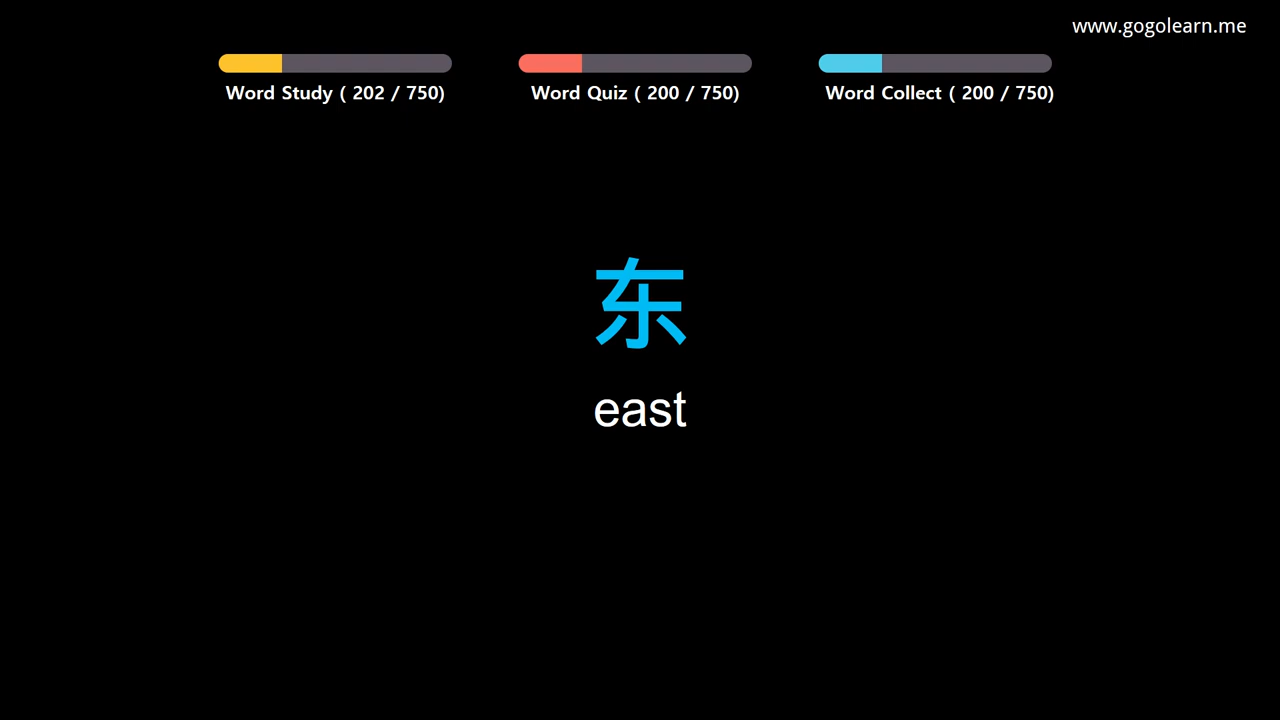 www.gogolearn.me
Word Study ( 202 / 750)
Word Quiz ( 200 / 750)
Word Collect ( 200 / 750)
东
east